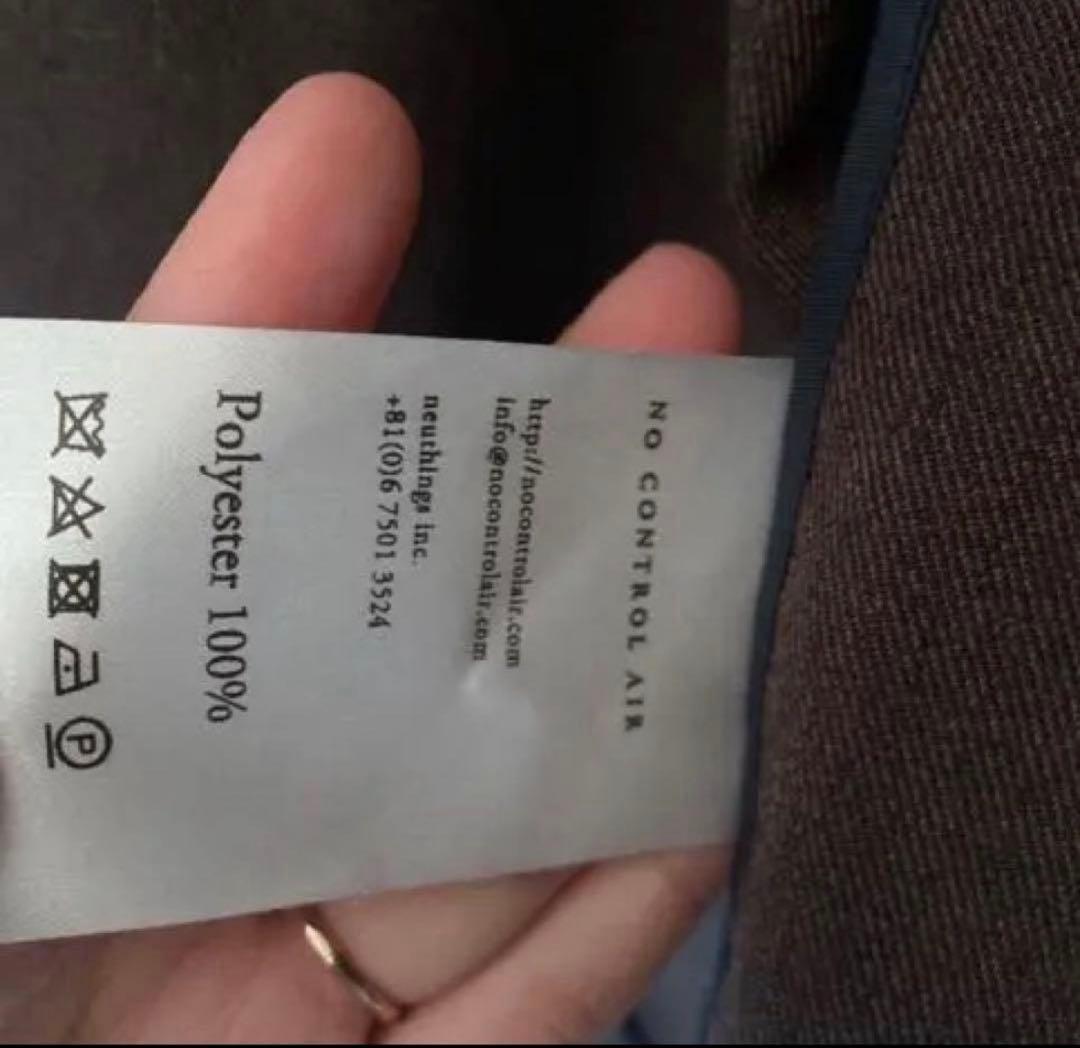 NO CONTROL AIR
http://nocontrolair.com
info@nocontrolair.com
neuthings inc.
+81(0)6 7501 3524
Polyester 100%
P